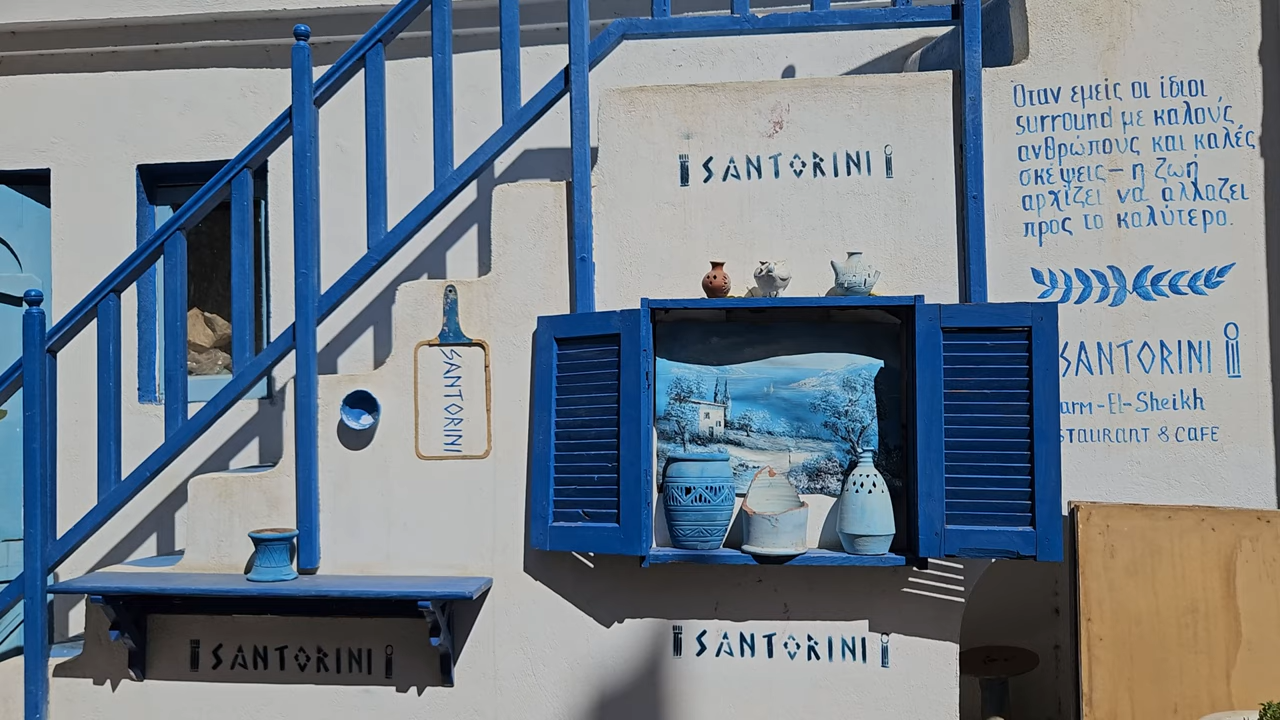 SANTORINI
Όταν εμείς οι ίδιοι
surround με καλούς
ανθρώπους και καλές
σκέψεις – η ζωή
αρχίζει να αλλάζει
προς το καλύτερο.
SANTORINI
SANTORINI
arm-El-Sheikh
STAURANT & CAFE
SANTORINI
SANTORINI